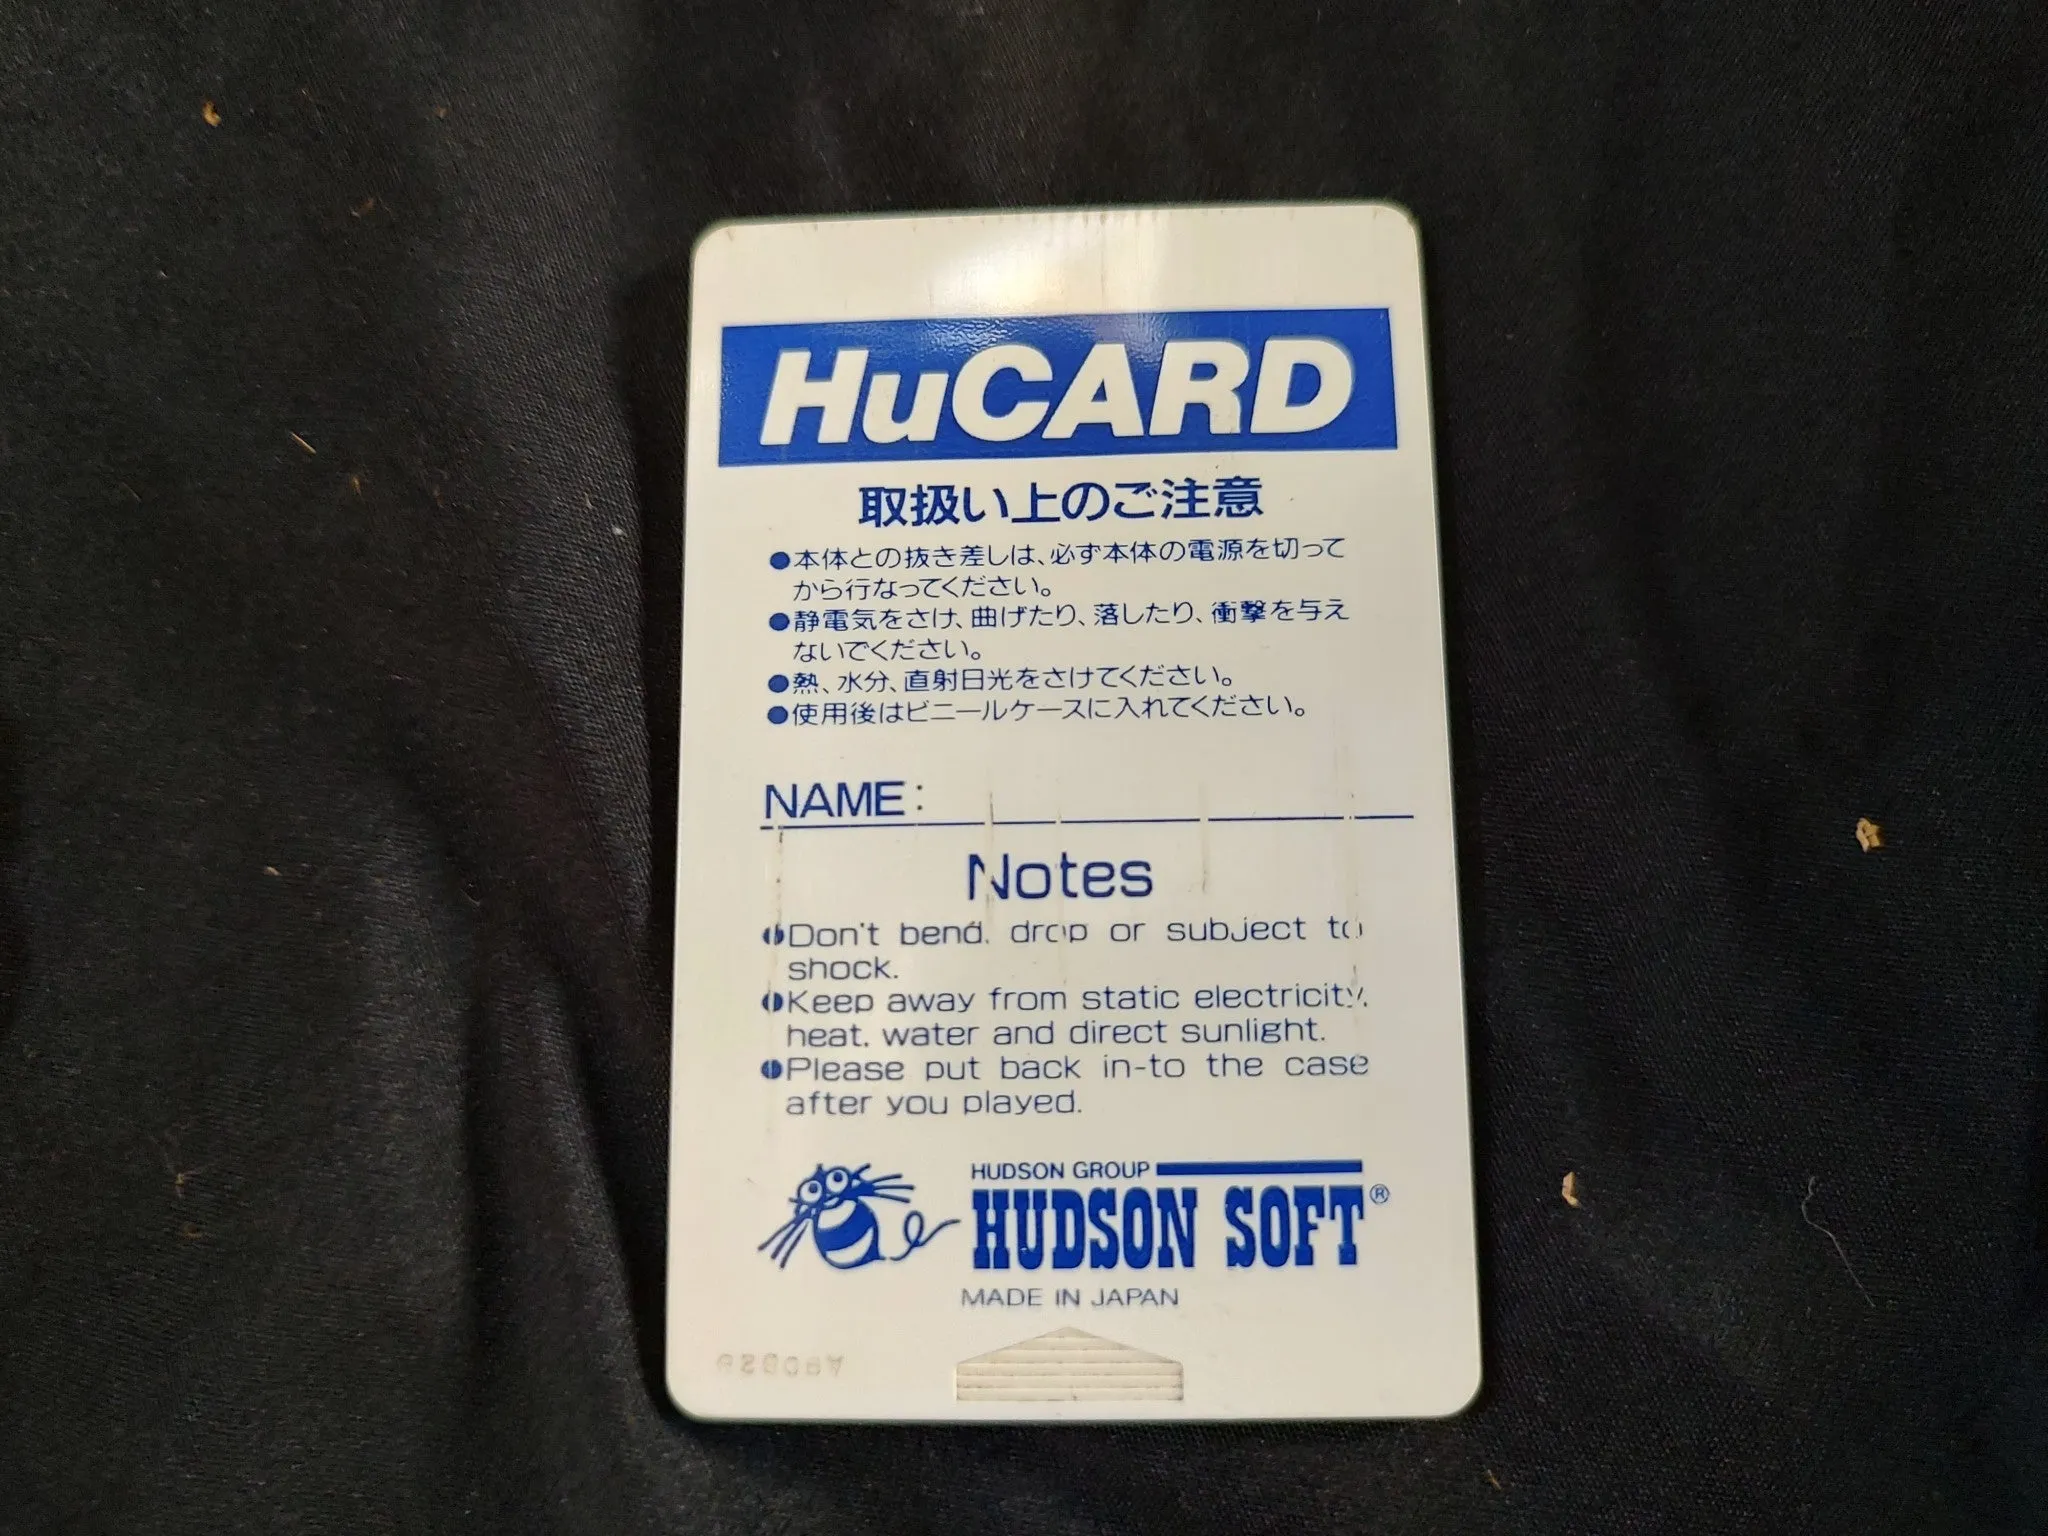 HuCARD
取扱い上のご注意
●本体との抜き差しは、必ず本体の電源を切って
から行なってください。
●静電気をさけ、曲げたり、落したり、衝撃を与え
ないでください。
●熱、水分、直射日光をさけてください。
●使用後はビニールケースに入れてください。
NAME:
Notes
●Don't bend, drop or subject to
shock.
●Keep away from static electricity,
heat, water and direct sunlight.
●Please put back in-to the case
after you played.
HUDSON GROUP
HUDSON SOFT®
MADE IN JAPAN